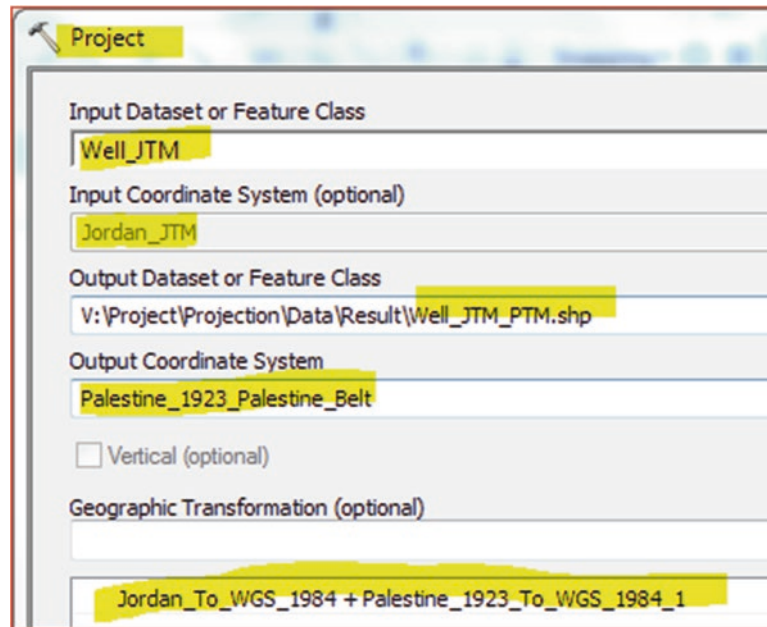 Project
Input Dataset or Feature Class
Well_JTM
Input Coordinate System (optional)
Jordan_JTM
Output Dataset or Feature Class
V:\Project\Projection\Data\Result\Well_JTM_PTM.shp
Output Coordinate System
Palestine_1923_Palestine_Belt
Vertical (optional)
Geographic Transformation (optional)
Jordan_To_WGS_1984 + Palestine_1923_To_WGS_1984_1